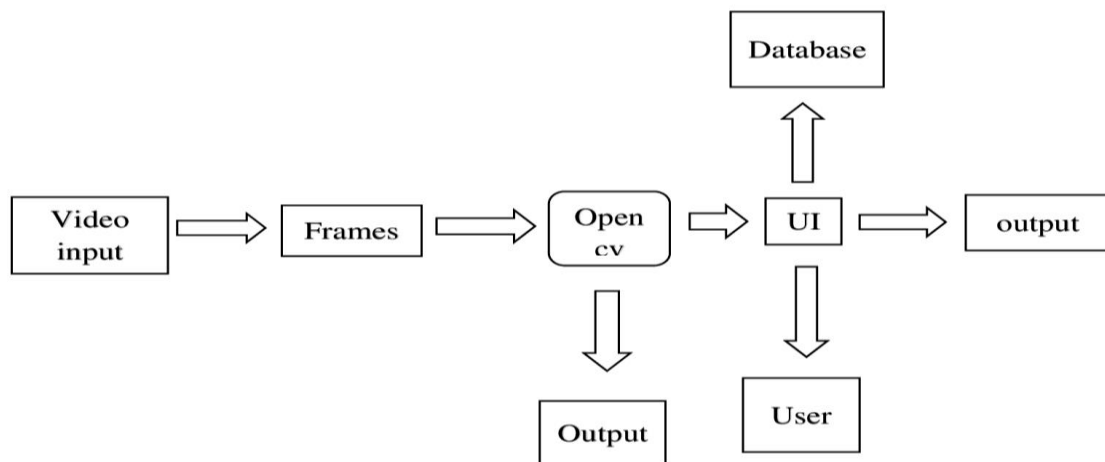 Database
Video
input
Frames
Open
cv
UI
output
Output
User